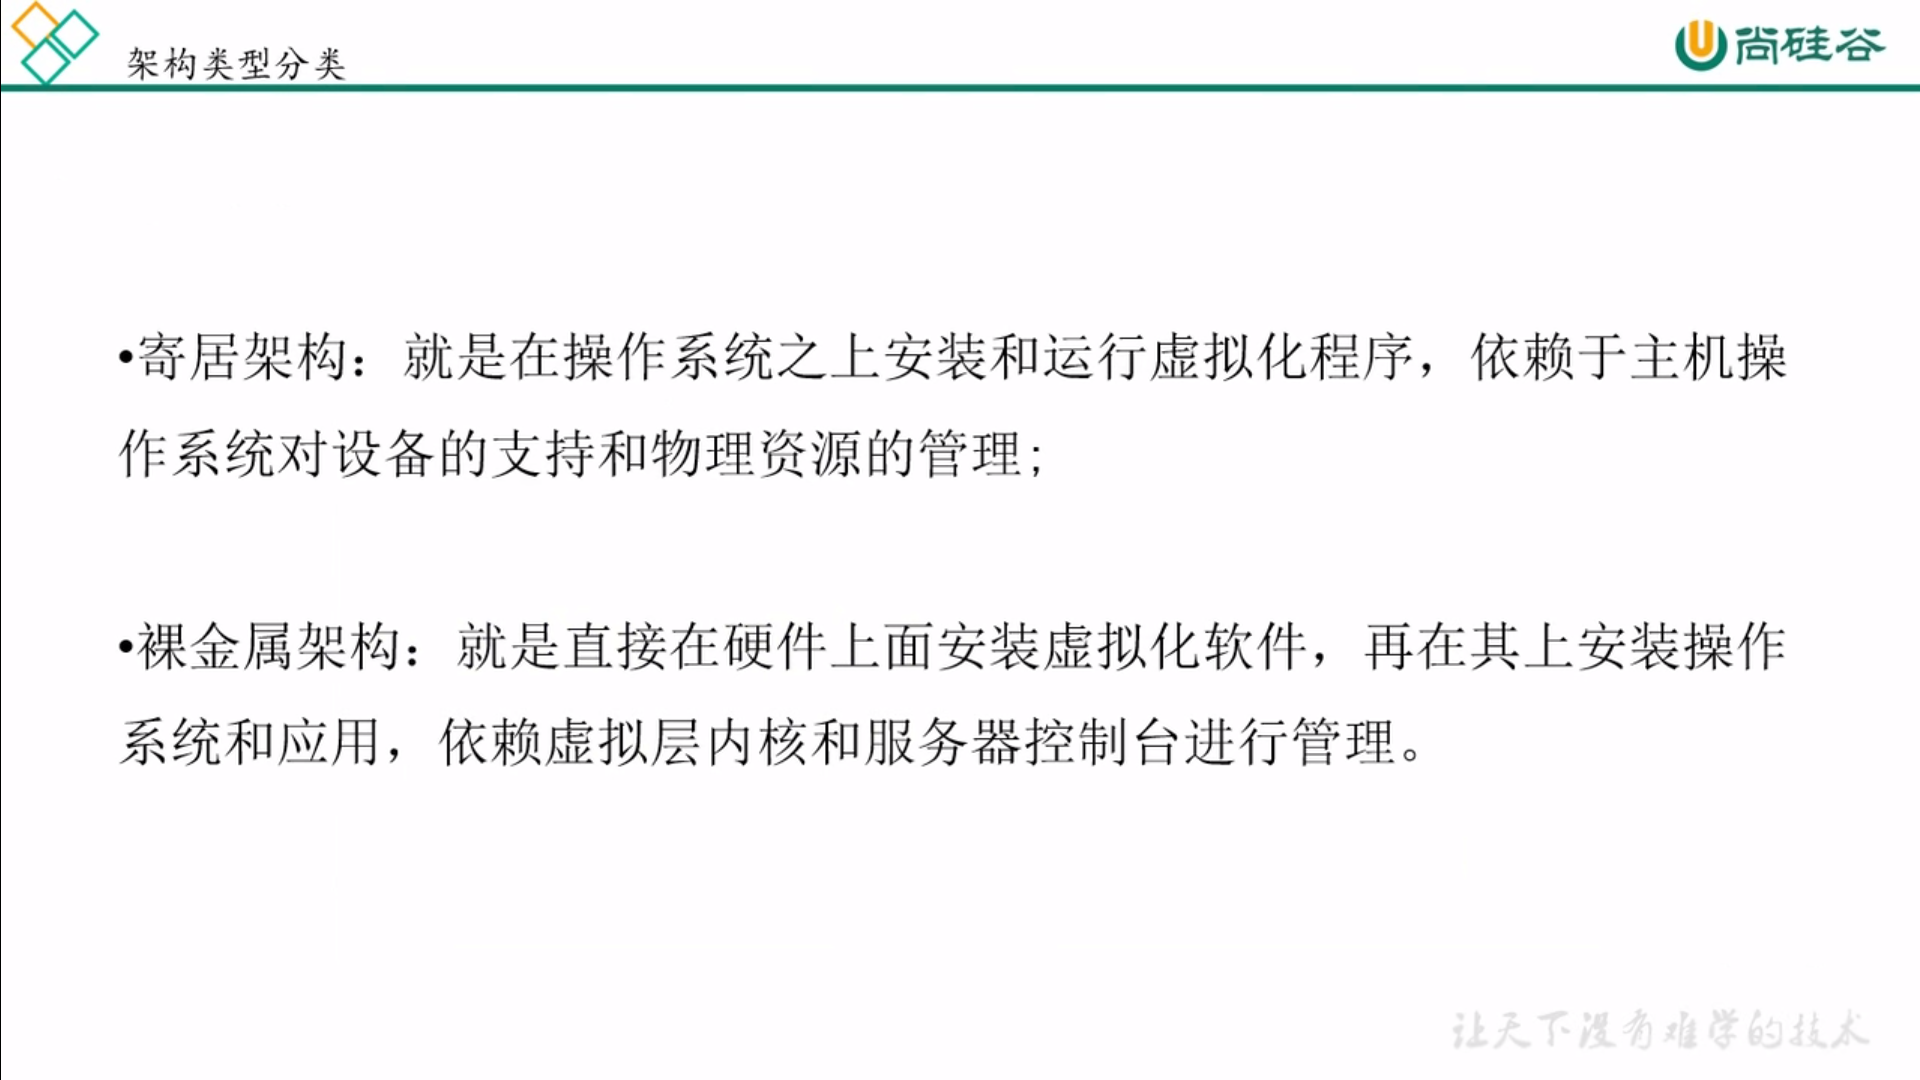 架构类型分类
尚硅谷
•寄居架构：就是在操作系统之上安装和运行虚拟化程序，依赖于主机操
作系统对设备的支持和物理资源的管理;
•裸金属架构：就是直接在硬件上面安装虚拟化软件，再在其上安装操作
系统和应用，依赖虚拟层内核和服务器控制台进行管理。
让天下没有难学的技术